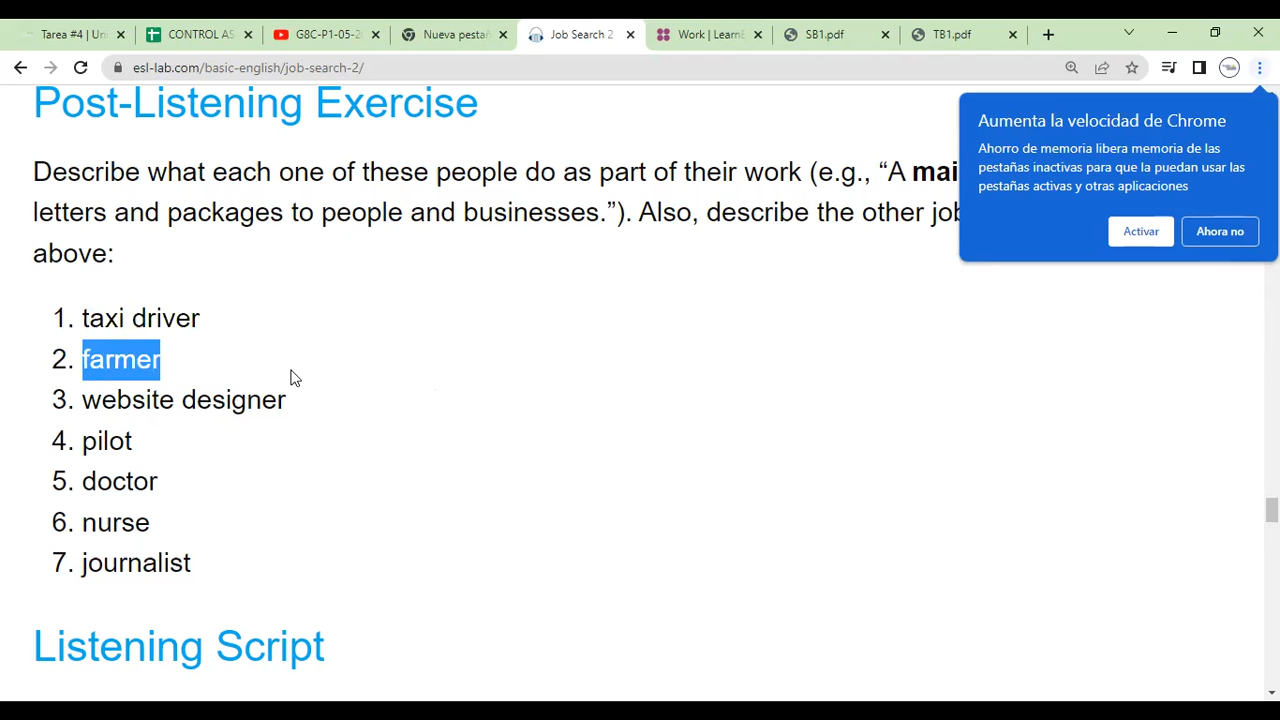 Tarea #4 | Uni
CONTROL AS
G8C-P1-05-2
Nueva pestañ
Job Search 2
Work | LearnE
SB1.pdf
TB1.pdf
esl-lab.com/basic-english/job-search-2/
Post-Listening Exercise
Aumenta la velocidad de Chrome
Ahorro de memoria libera memoria de las
pestañas inactivas para que la puedan usar las
pestañas activas y otras aplicaciones
Activar
Ahora no
Describe what each one of these people do as part of their work (e.g., “A mai
letters and packages to people and businesses.”). Also, describe the other job
above:
1. taxi driver
2. farmer
3. website designer
4. pilot
5. doctor
6. nurse
7. journalist
Listening Script